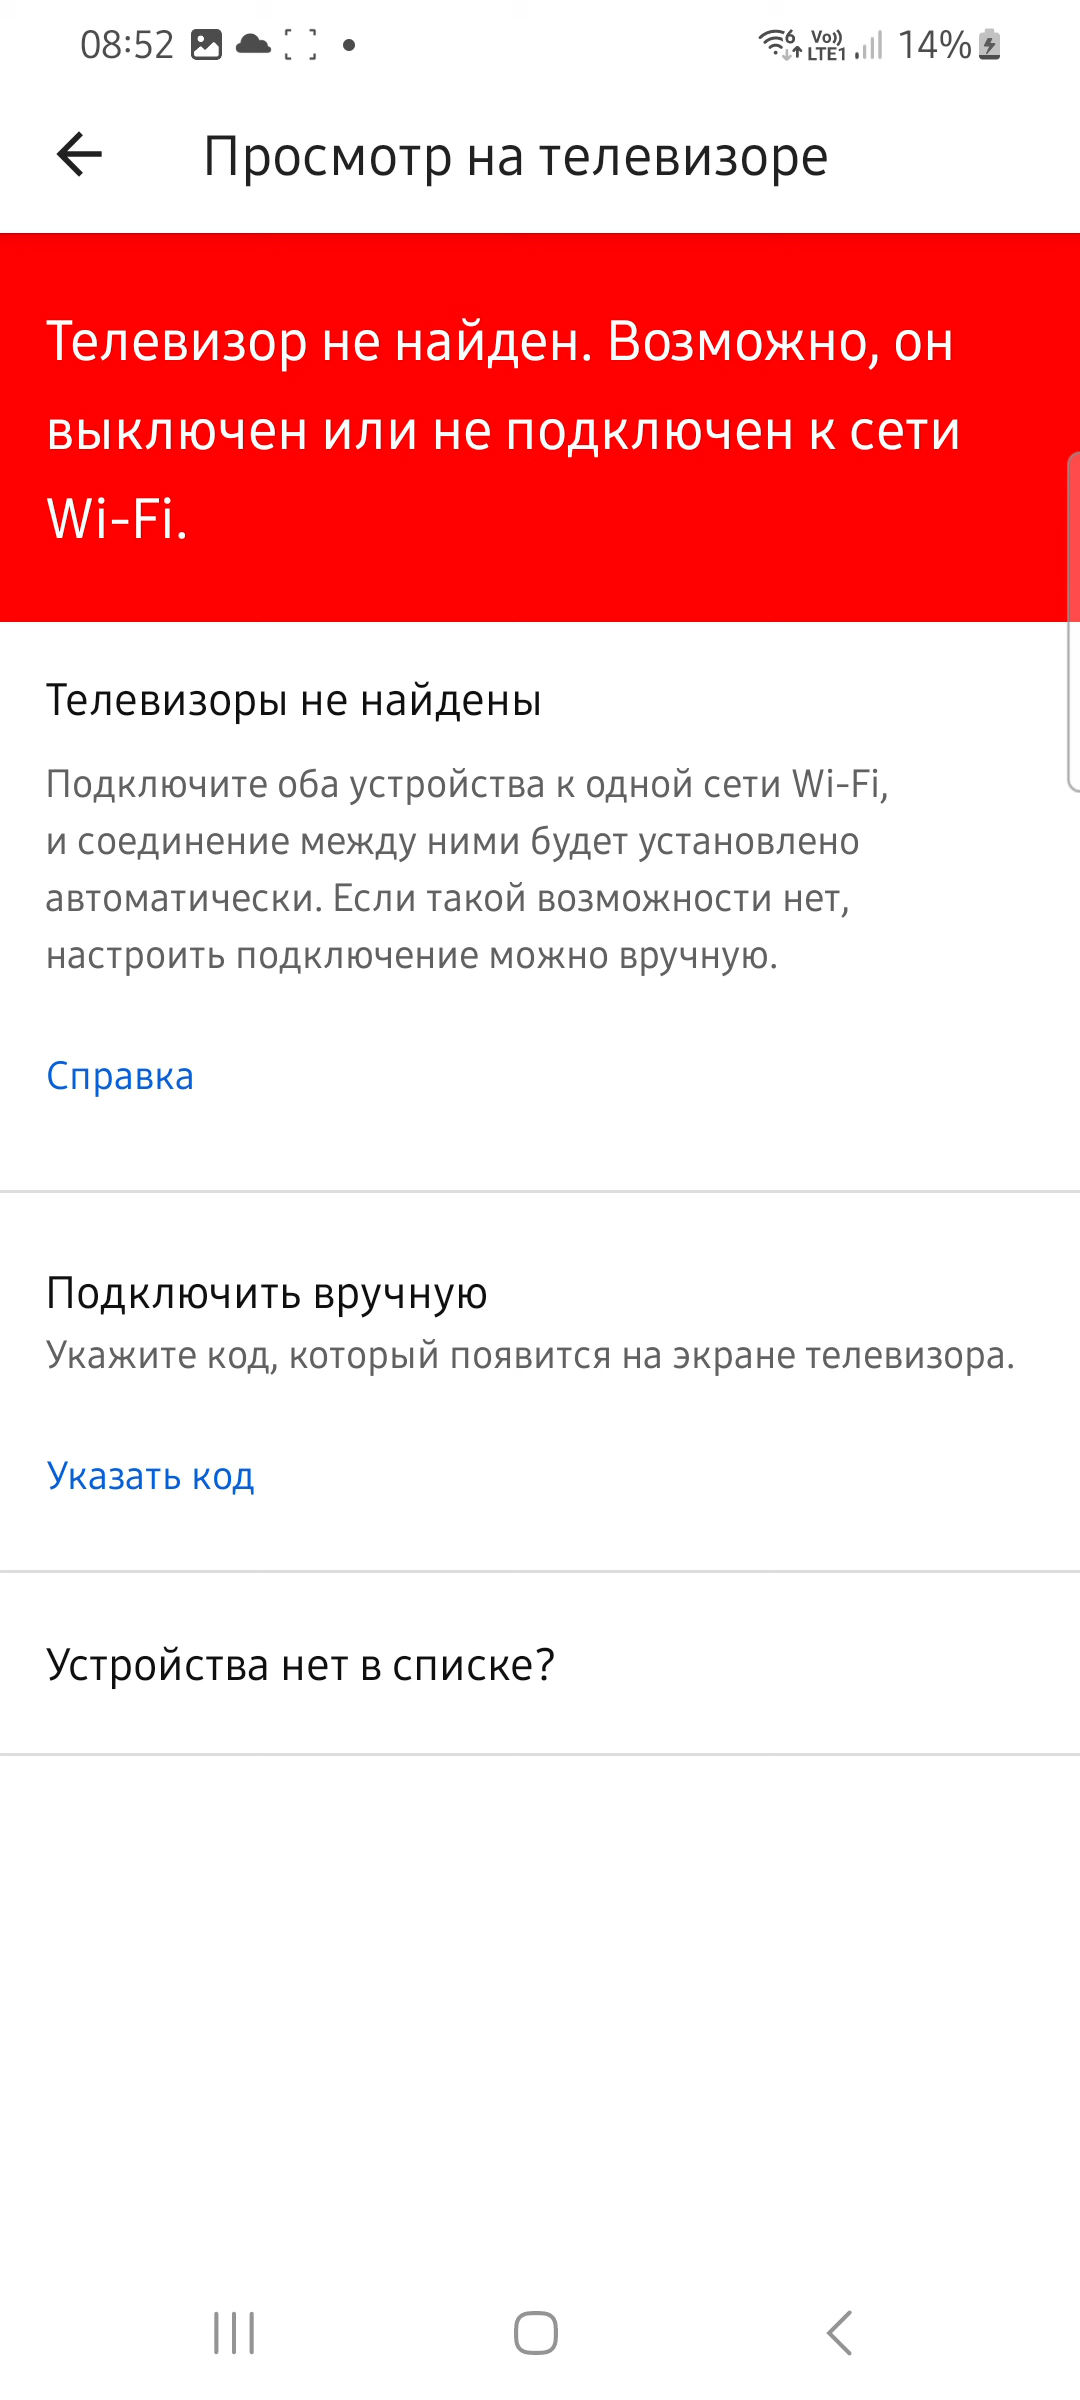 08:52
6 Vo)) LTE1 14%
Просмотр на телевизоре
Телевизор не найден. Возможно, он
выключен или не подключен к сети
Wi-Fi.
Телевизоры не найдены
Подключите оба устройства к одной сети Wi-Fi,
и соединение между ними будет установлено
автоматически. Если такой возможности нет,
настроить подключение можно вручную.
Справка
Подключить вручную
Укажите код, который появится на экране телевизора.
Указать код
Устройства нет в списке?